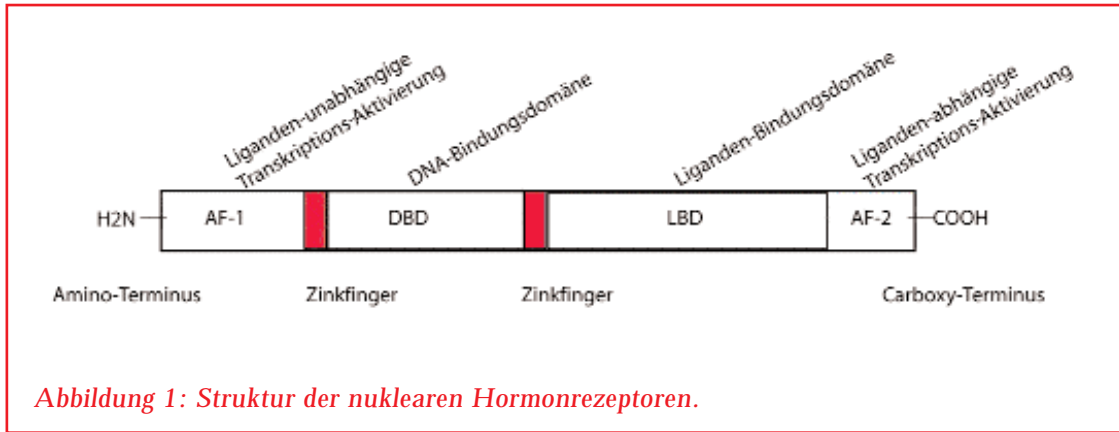 Liganden-unabhängige
Transkriptions-Aktivierung
DNA-Bindungsdomäne
Liganden-Bindungsdomäne
Liganden-abhängige
Transkriptions-Aktivierung
H2N AF-1 DBD LBD AF-2 COOH
Amino-Terminus Zinkfinger Zinkfinger Carboxy-Terminus
Abbildung 1: Struktur der nuklearen Hormonrezeptoren.